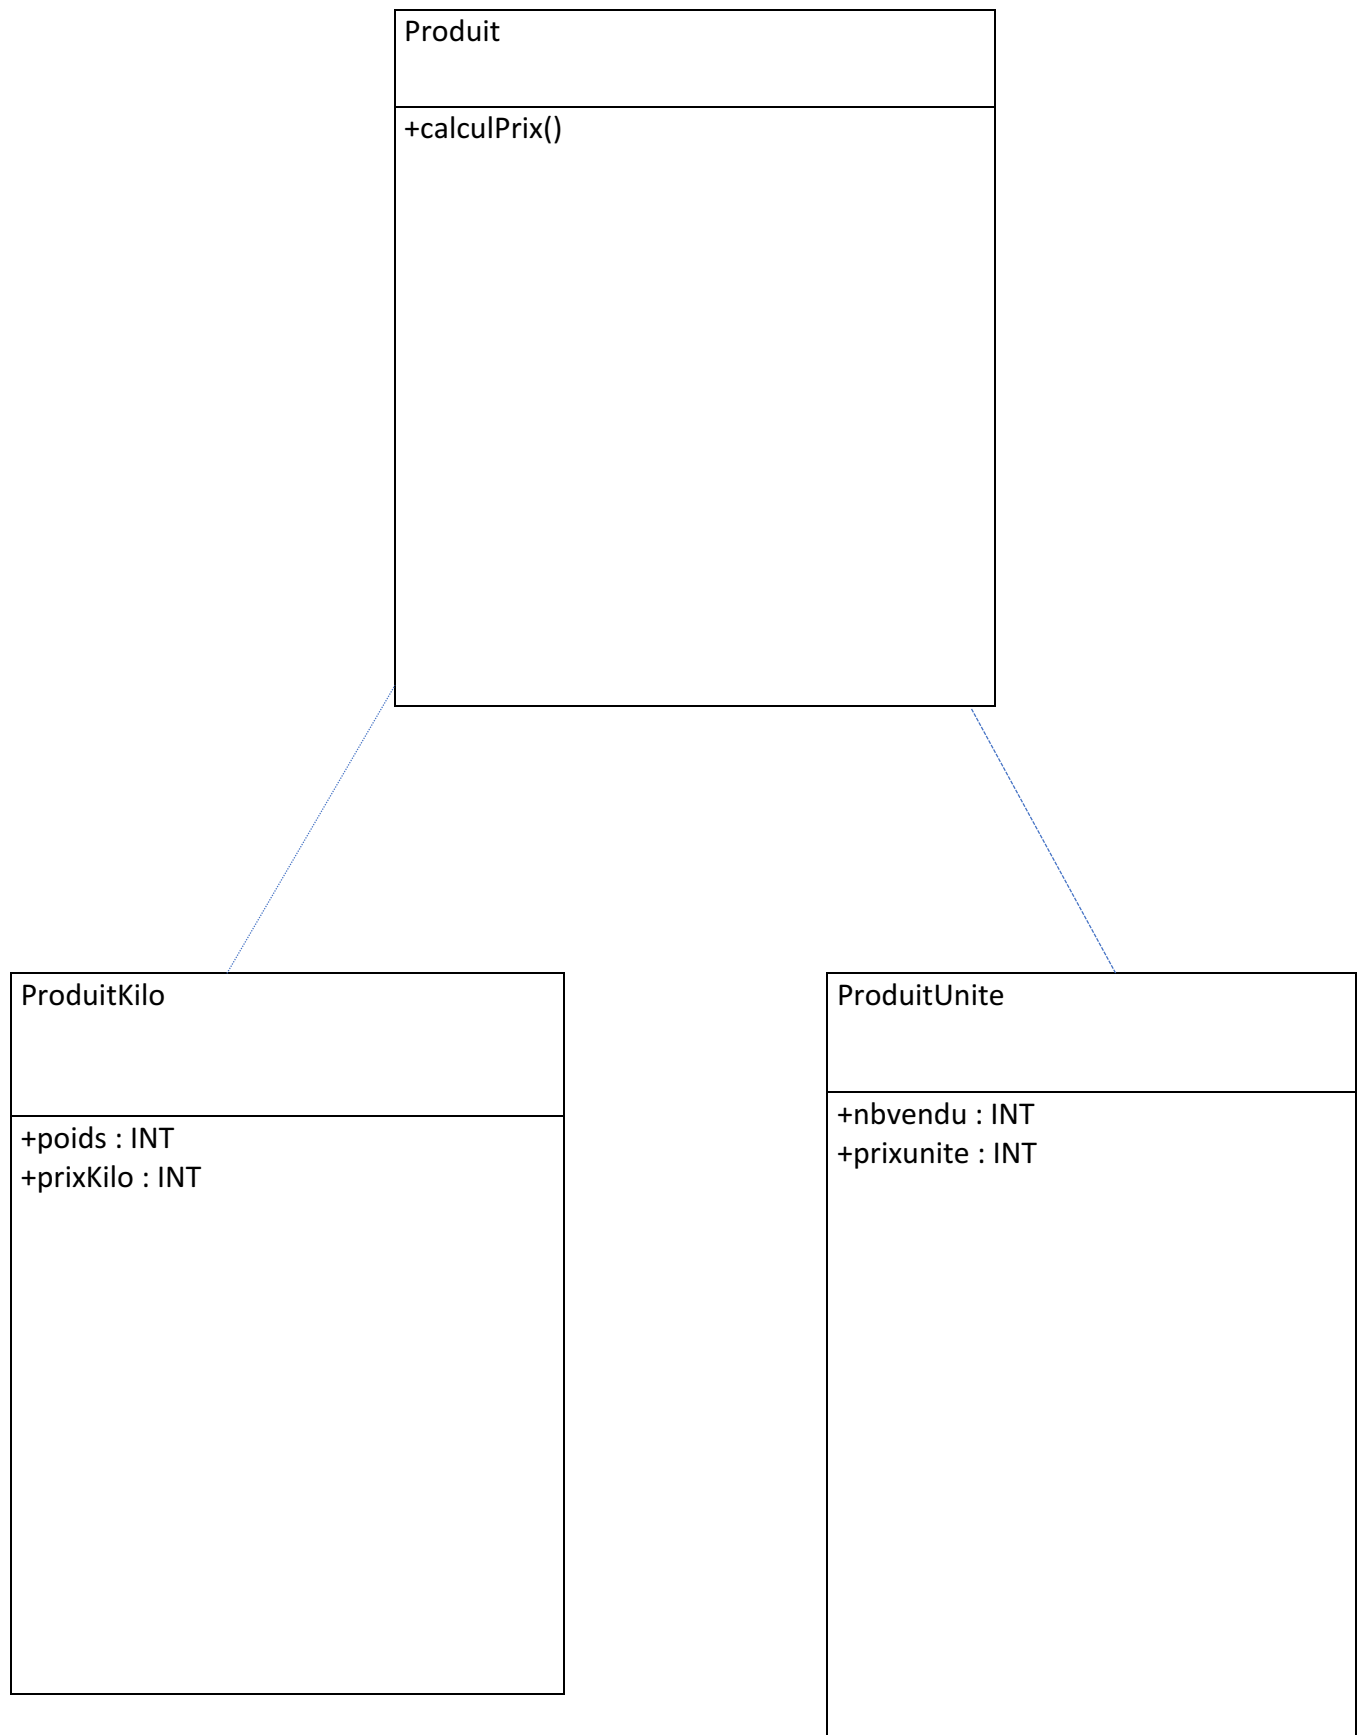 Produit
+calculPrix()
ProduitKilo
+poids : INT
+prixKilo : INT
ProduitUnite
+nbvendu : INT
+prixunite : INT